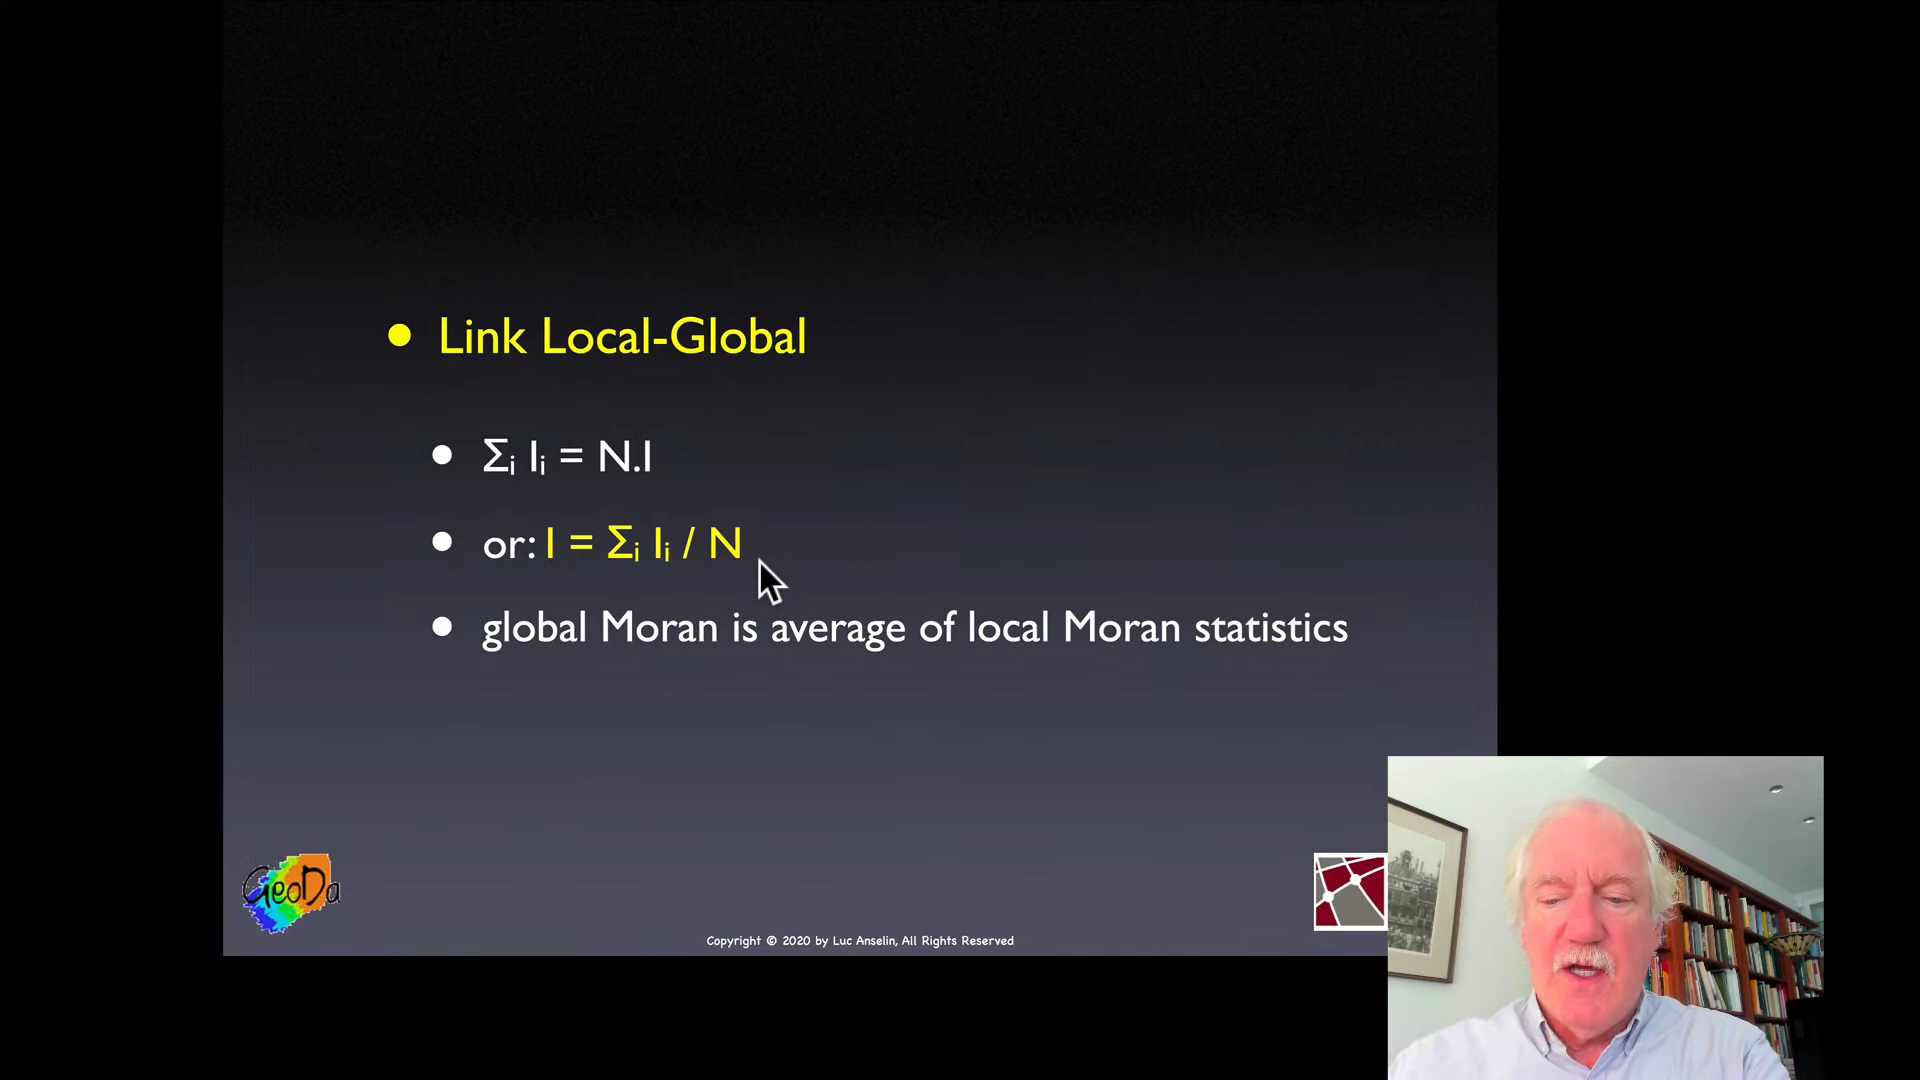 • Link Local-Global
• Σᵢ Iᵢ = N.I
• or: I = Σᵢ Iᵢ / N
• global Moran is average of local Moran statistics
GeoDa
Copyright © 2020 by Luc Anselin, All Rights Reserved